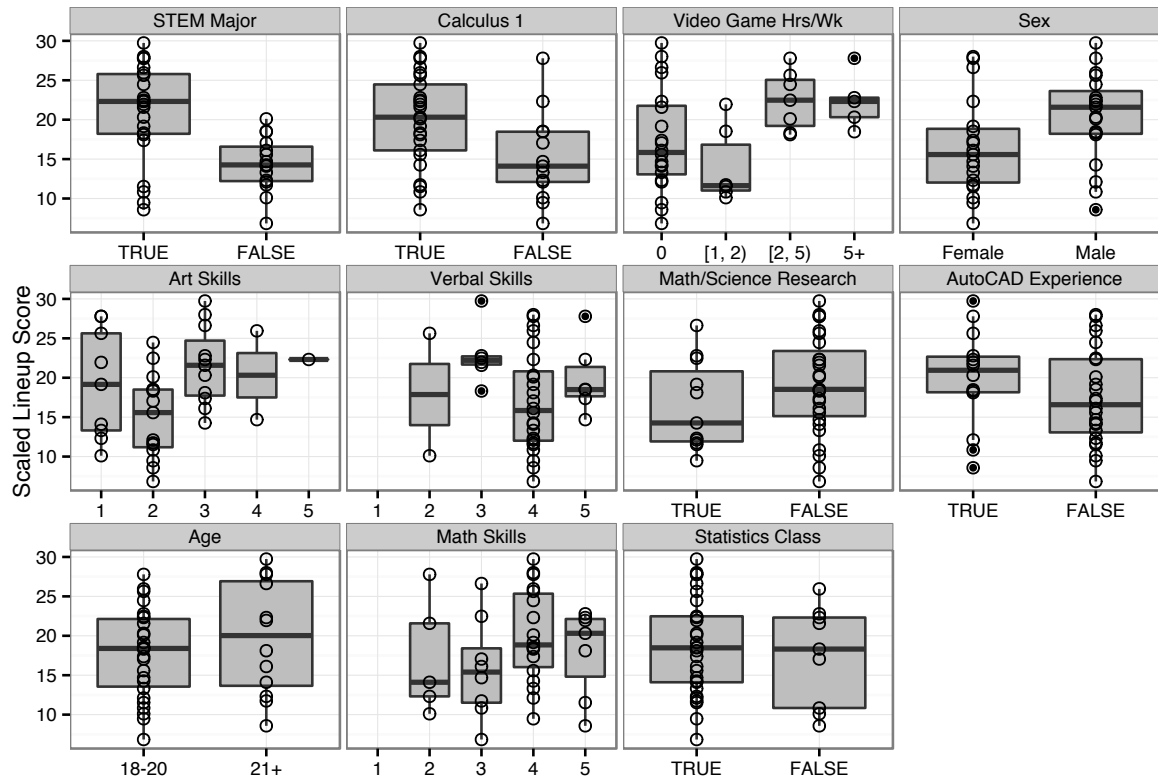 STEM Major Calculus 1 Video Game Hrs/Wk Sex
30
25
20
15
10
TRUE FALSE TRUE FALSE 0 [1, 2) [2, 5) 5+ Female Male
Art Skills Verbal Skills Math/Science Research AutoCAD Experience
Scaled Lineup Score
30
25
20
15
10
1 2 3 4 5 1 2 3 4 5 TRUE FALSE TRUE FALSE
Age Math Skills Statistics Class
30
25
20
15
10
18-20 21+ 1 2 3 4 5 TRUE FALSE